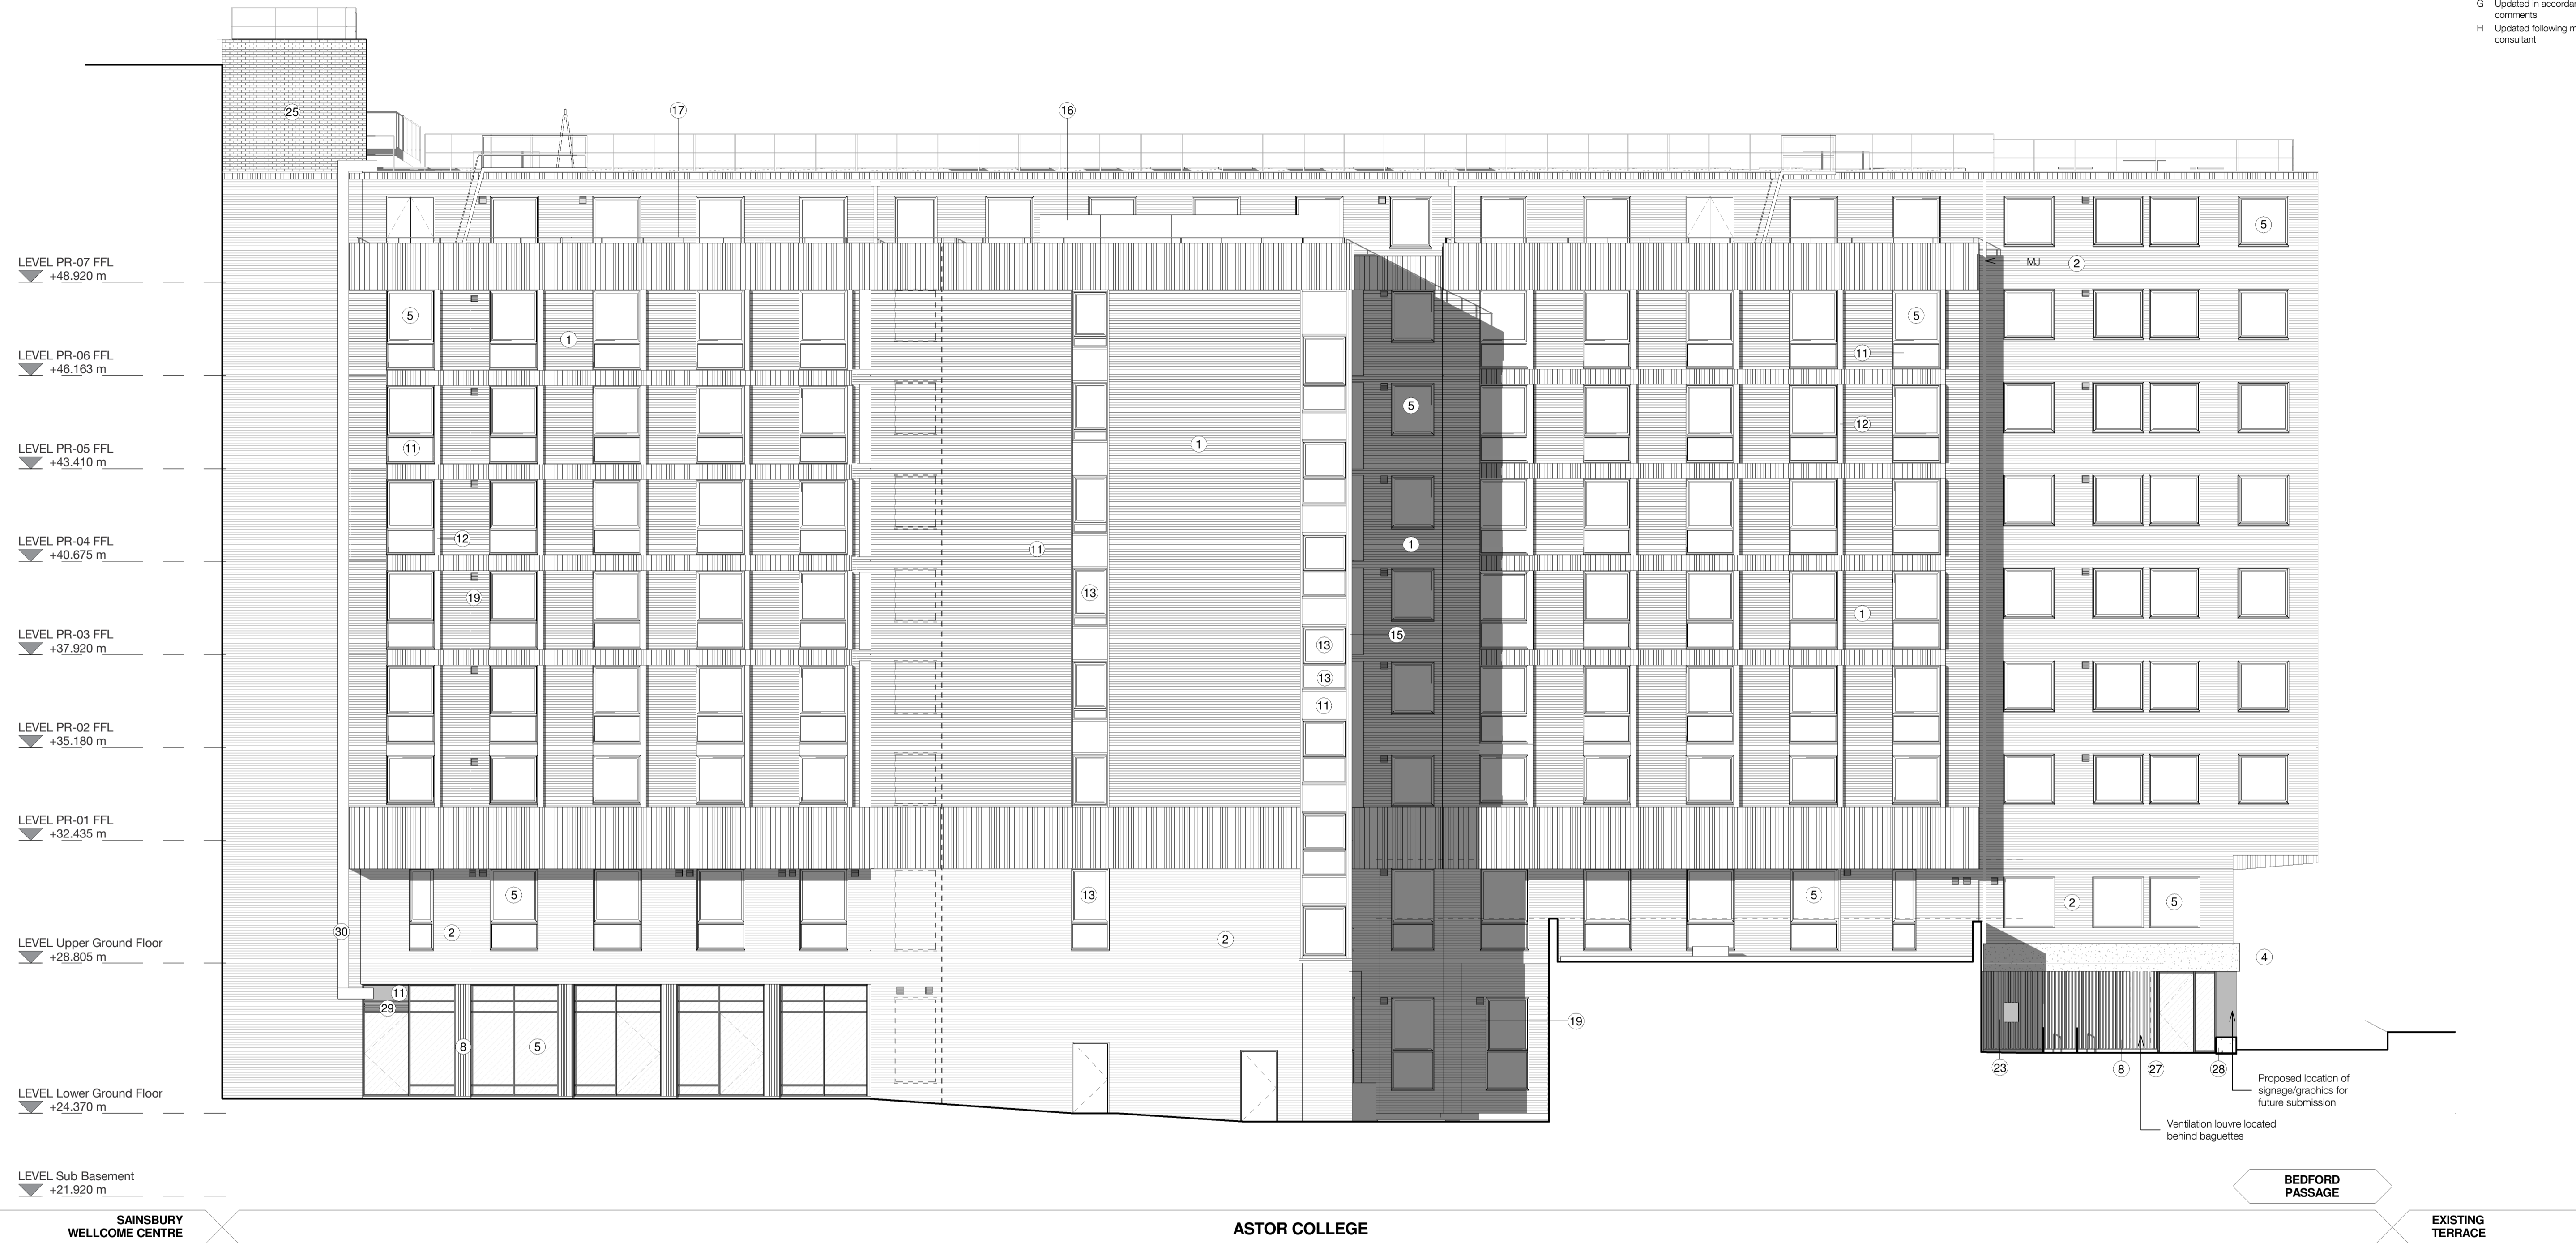 G Updated in accordan
comments
H Updated following m
consultant
25
17
16
5
LEVEL PR-07 FFL
+48.920 m
MJ
2
5
1
5
LEVEL PR-06 FFL
+46.163 m
11
5
12
1
11
LEVEL PR-05 FFL
+43.410 m
12
11
1
LEVEL PR-04 FFL
+40.675 m
19
13
1
LEVEL PR-03 FFL
+37.920 m
15
13
13
11
LEVEL PR-02 FFL
+35.180 m
LEVEL PR-01 FFL
+32.435 m
5
13
5
2
5
30
2
2
LEVEL Upper Ground Floor
+28.805 m
4
11
29
19
8
5
23
8
27
28
LEVEL Lower Ground Floor
+24.370 m
Proposed location of
signage/graphics for
future submission
Ventilation louvre located
behind baguettes
LEVEL Sub Basement
+21.920 m
BEDFORD
PASSAGE
SAINSBURY
WELLCOME CENTRE
ASTOR COLLEGE
EXISTING
TERRACE